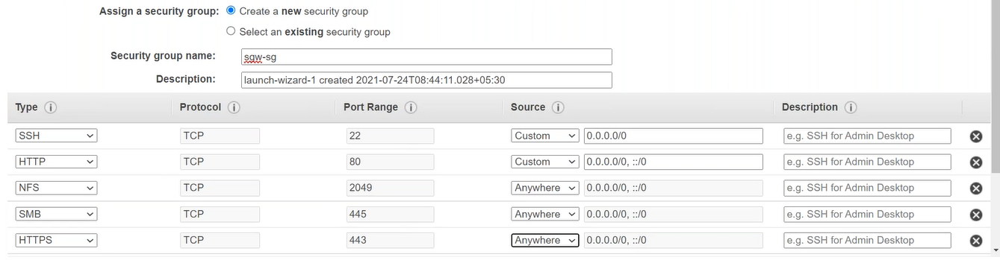 Assign a security group: Create a new security group
Select an existing security group
Security group name: sgw-sg
Description: launch-wizard-1 created 2021-07-24T08:44:11.028+05:30
Type i Protocol i Port Range i Source i Description i
SSH TCP 22 Custom 0.0.0.0/0 e.g. SSH for Admin Desktop
HTTP TCP 80 Custom 0.0.0.0/0, ::/0 e.g. SSH for Admin Desktop
NFS TCP 2049 Anywhere 0.0.0.0/0, ::/0 e.g. SSH for Admin Desktop
SMB TCP 445 Anywhere 0.0.0.0/0, ::/0 e.g. SSH for Admin Desktop
HTTPS TCP 443 Anywhere 0.0.0.0/0, ::/0 e.g. SSH for Admin Desktop